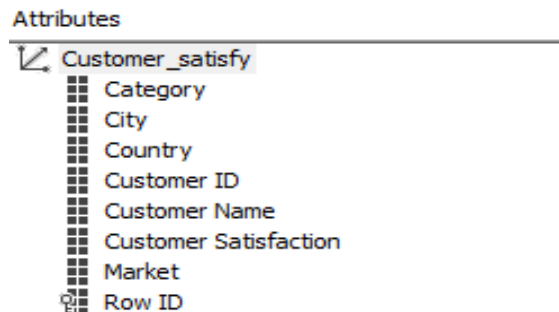 Attributes
Customer_satisfy
Category
City
Country
Customer ID
Customer Name
Customer Satisfaction
Market
Row ID